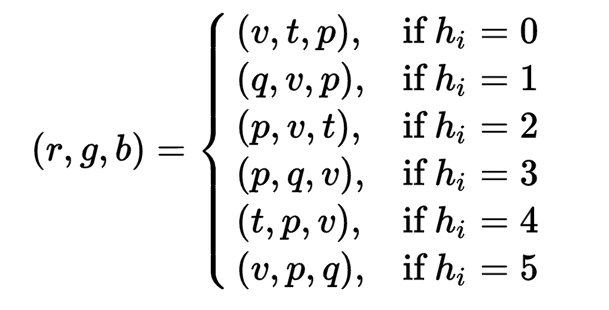 (v, t, p), if h_i = 0
(q, v, p), if h_i = 1
(p, v, t), if h_i = 2
(r, g, b) = {
(p, q, v), if h_i = 3
(t, p, v), if h_i = 4
(v, p, q), if h_i = 5